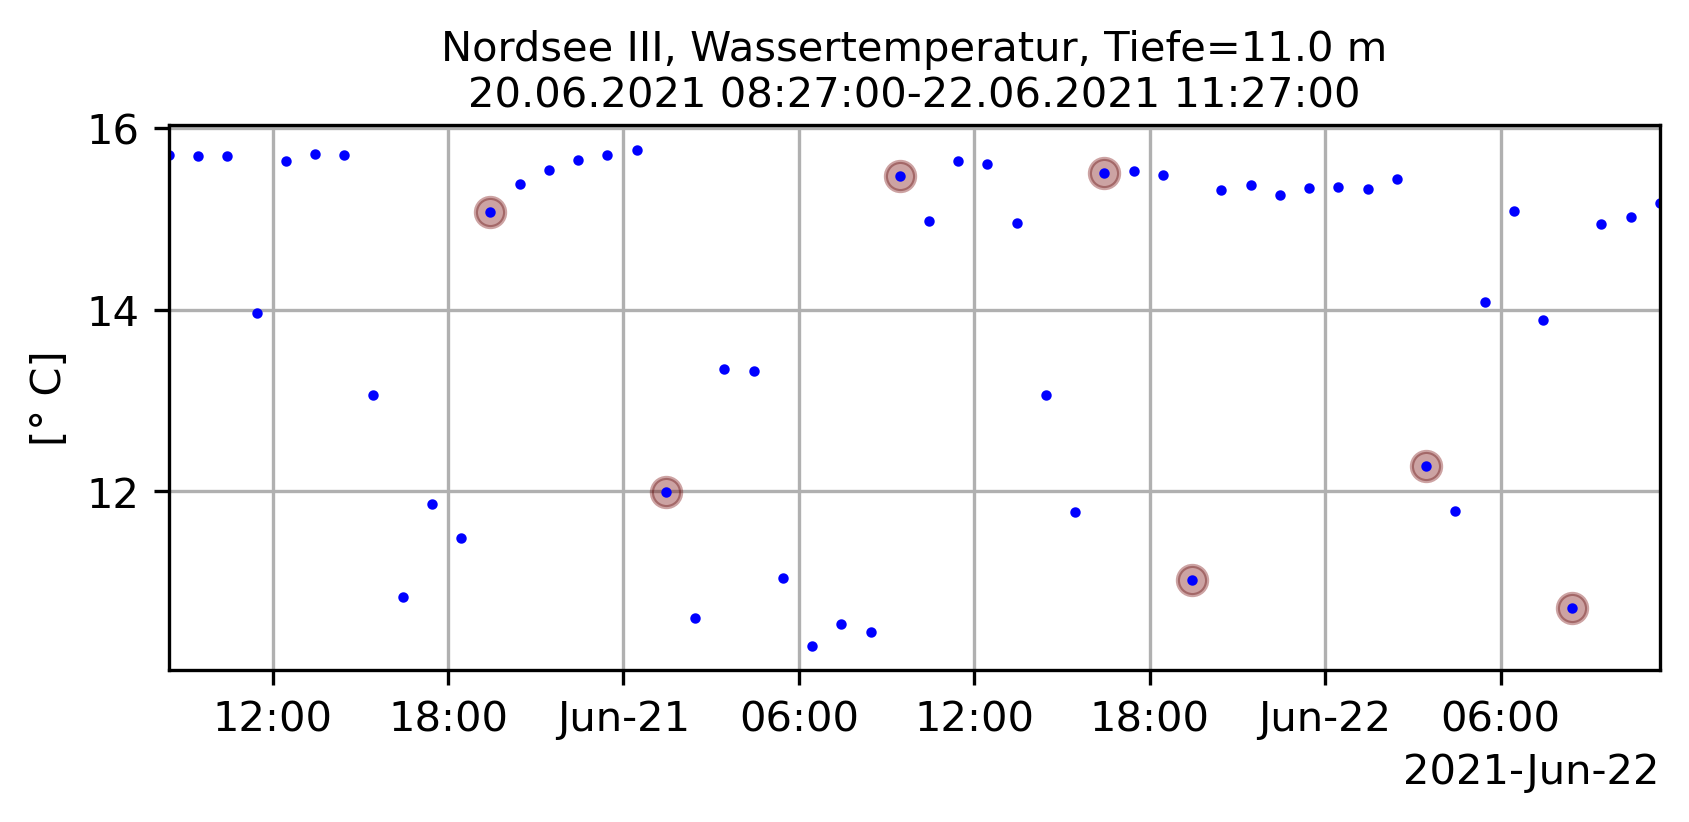 Nordsee III, Wassertemperatur, Tiefe=11.0 m
20.06.2021 08:27:00-22.06.2021 11:27:00
16
14
12
[° C]
12:00 18:00 Jun-21 06:00 12:00 18:00 Jun-22 06:00
2021-Jun-22